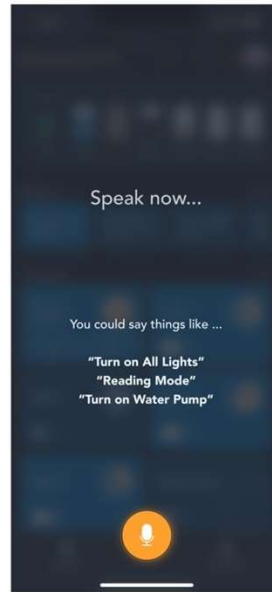 Speak now...
You could say things like ...
“Turn on All Lights”
“Reading Mode”
“Turn on Water Pump”